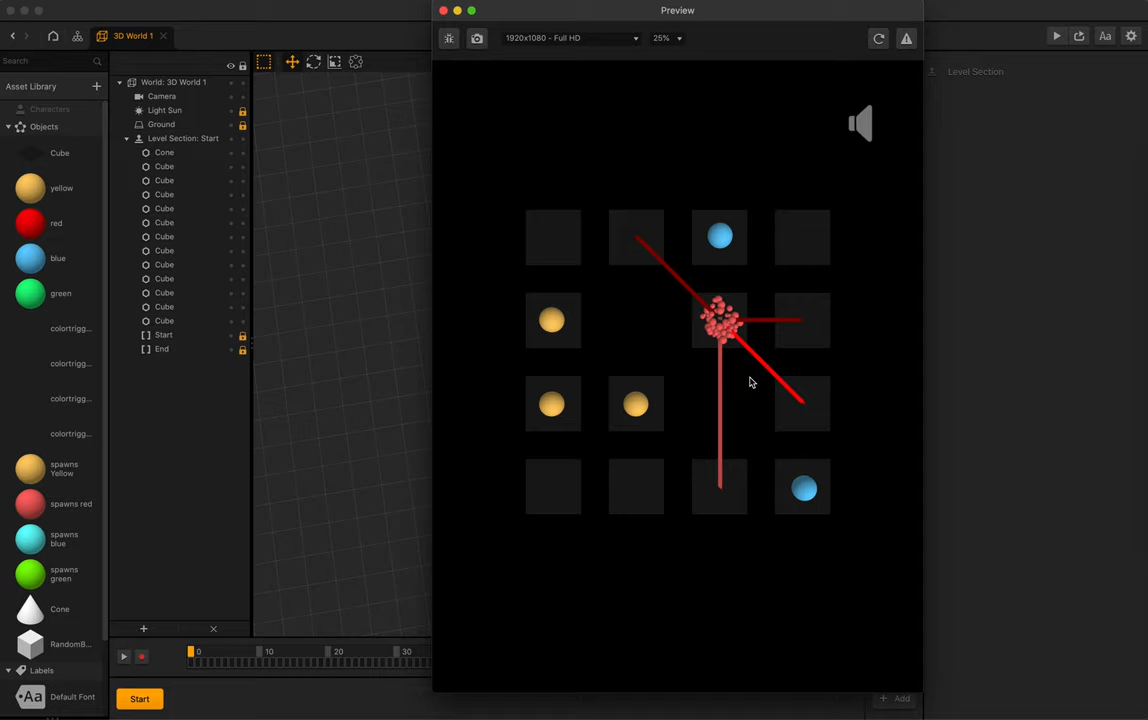 Preview
3D World 1
1920x1080 - Full HD
25%
Aa
Search
Asset Library
Characters
Objects
Cube
yellow
red
blue
green
colortrigg...
colortrigg...
colortrigg...
colortrigg...
spawns
Yellow
spawns red
spawns
blue
spawns
green
Cone
RandomB...
Labels
Aa
Default Font
World: 3D World 1
Camera
Light Sun
Ground
Level Section: Start
Cone
Cube
Cube
Cube
Cube
Cube
Cube
Cube
Cube
Cube
Cube
Cube
Cube
Start
End
0
10
20
30
Start
Level Section
Add